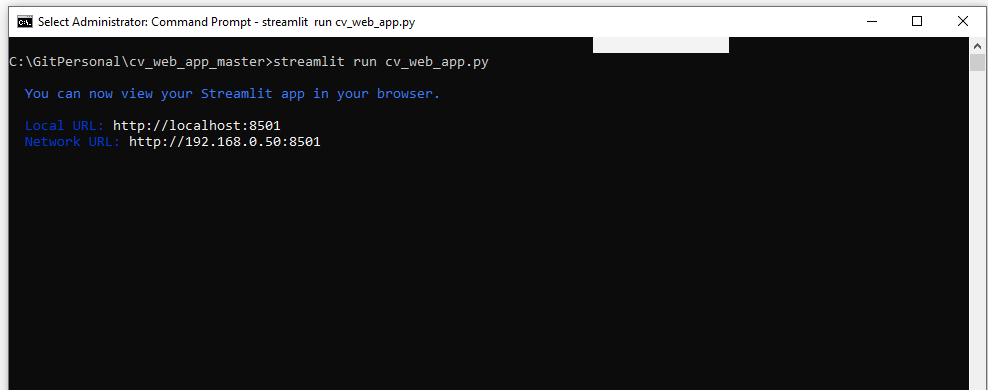 Select Administrator: Command Prompt - streamlit  run cv_web_app.py
C:\GitPersonal\cv_web_app_master>streamlit run cv_web_app.py
You can now view your Streamlit app in your browser.
Local URL: http://localhost:8501
Network URL: http://192.168.0.50:8501